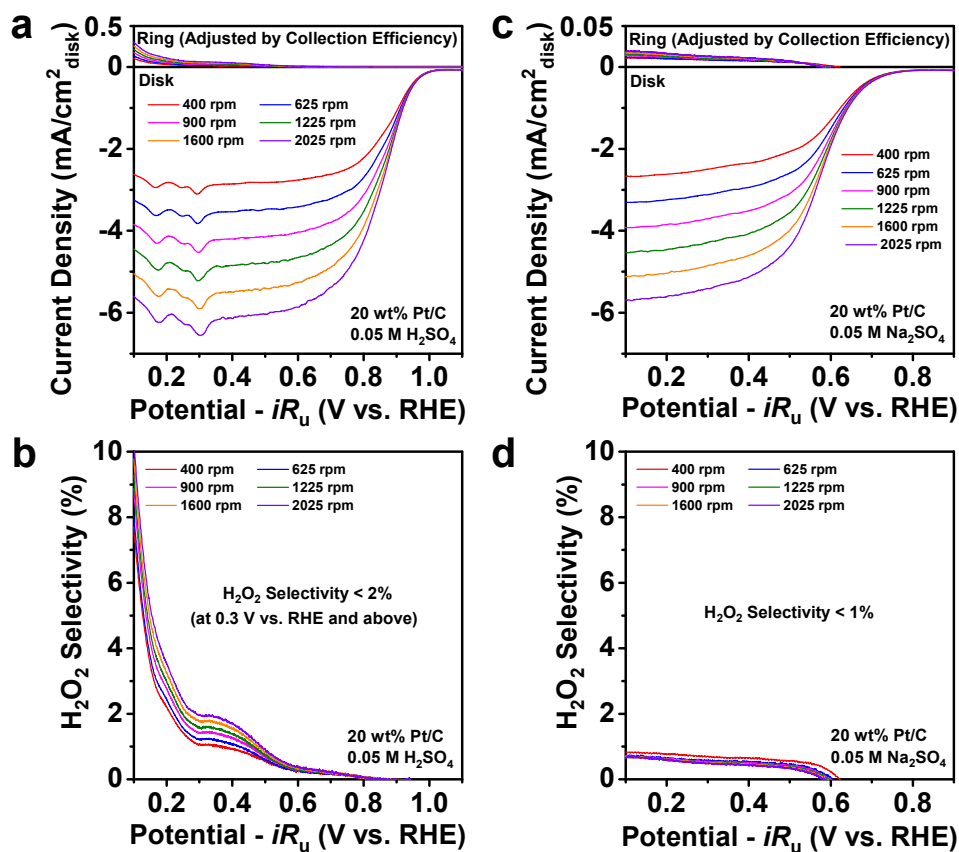 a
0.5
0
-2
-4
-6
Current Density (mA/cm²disk)
Ring (Adjusted by Collection Efficiency)
Disk
400 rpm 625 rpm
900 rpm 1225 rpm
1600 rpm 2025 rpm
20 wt% Pt/C
0.05 M H₂SO₄
0.2 0.4 0.6 0.8 1.0
Potential - iRᵤ (V vs. RHE)
c
0.05
0
-2
-4
-6
Current Density (mA/cm²disk)
Ring (Adjusted by Collection Efficiency)
Disk
400 rpm
625 rpm
900 rpm
1225 rpm
1600 rpm
2025 rpm
20 wt% Pt/C
0.05 M Na₂SO₄
0.2 0.4 0.6 0.8
Potential - iRᵤ (V vs. RHE)
b
10
8
6
4
2
0
H₂O₂ Selectivity (%)
400 rpm 625 rpm
900 rpm 1225 rpm
1600 rpm 2025 rpm
H₂O₂ Selectivity < 2%
(at 0.3 V vs. RHE and above)
20 wt% Pt/C
0.05 M H₂SO₄
0.2 0.4 0.6 0.8 1.0
Potential - iRᵤ (V vs. RHE)
d
10
8
6
4
2
0
H₂O₂ Selectivity (%)
400 rpm 625 rpm
900 rpm 1225 rpm
1600 rpm 2025 rpm
H₂O₂ Selectivity < 1%
20 wt% Pt/C
0.05 M Na₂SO₄
0.2 0.4 0.6 0.8
Potential - iRᵤ (V vs. RHE)